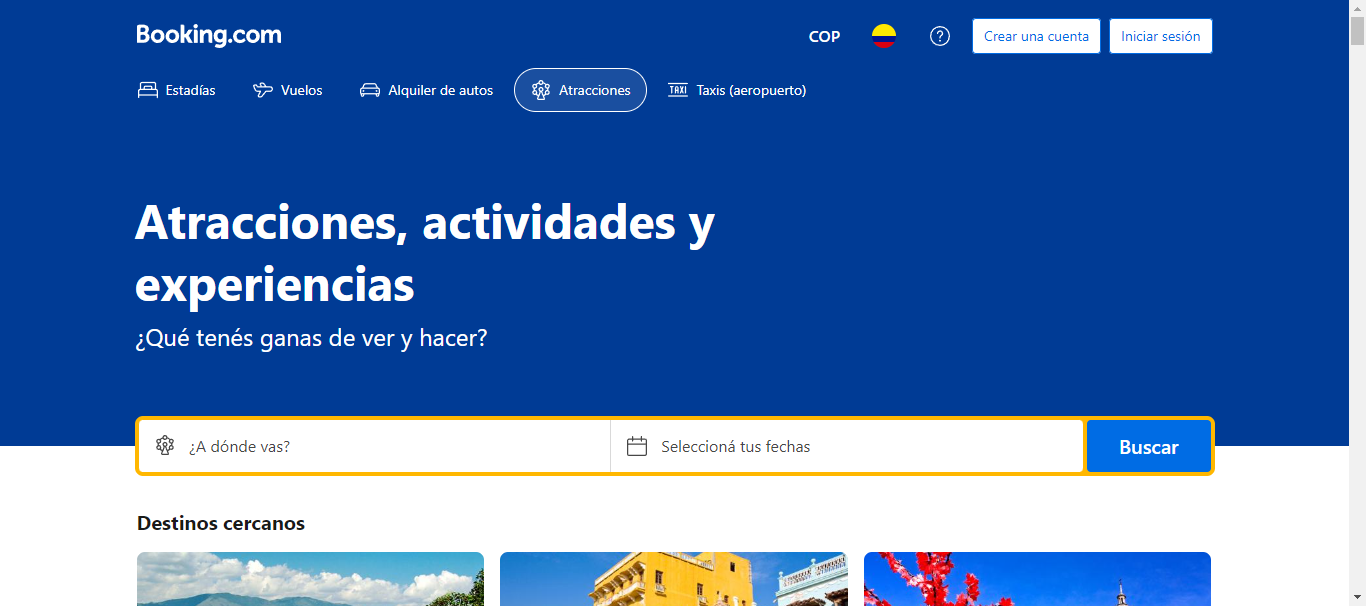 Booking.com
COP
Crear una cuenta
Iniciar sesión
Estadías
Vuelos
Alquiler de autos
Atracciones
TAXI
Taxis (aeropuerto)
Atracciones, actividades y
experiencias
¿Qué tenés ganas de ver y hacer?
¿A dónde vas?
Seleccioná tus fechas
Buscar
Destinos cercanos